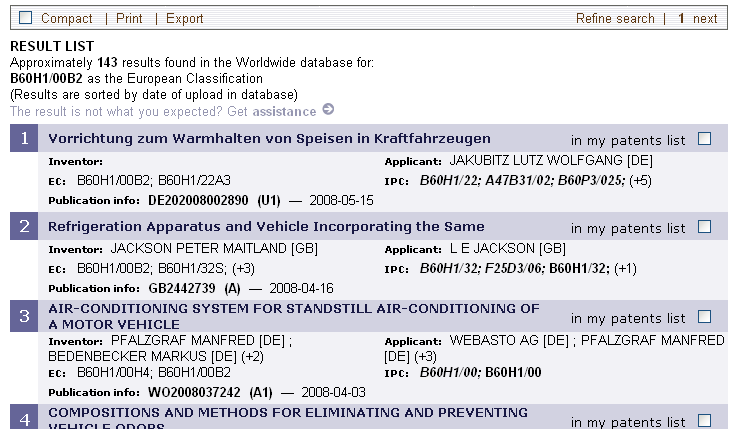 Compact | Print | Export Refine search | 1 next
RESULT LIST
Approximately 143 results found in the Worldwide database for:
B60H1/00B2 as the European Classification
(Results are sorted by date of upload in database)
The result is not what you expected? Get assistance
1 Vorrichtung zum Warmhalten von Speisen in Kraftfahrzeugen in my patents list
Inventor: Applicant: JAKUBITZ LUTZ WOLFGANG [DE]
EC: B60H1/00B2; B60H1/22A3 IPC: B60H1/22; A47B31/02; B60P3/025; (+5)
Publication info: DE202008002890 (U1) — 2008-05-15
2 Refrigeration Apparatus and Vehicle Incorporating the Same in my patents list
Inventor: JACKSON PETER MAITLAND [GB] Applicant: L E JACKSON [GB]
EC: B60H1/00B2; B60H1/32S; (+3) IPC: B60H1/32; F25D3/06; B60H1/32; (+1)
Publication info: GB2442739 (A) — 2008-04-16
3 AIR-CONDITIONING SYSTEM FOR STANDSTILL AIR-CONDITIONING OF
A MOTOR VEHICLE in my patents list
Inventor: PFALZGRAF MANFRED [DE] ; Applicant: WEBASTO AG [DE] ; PFALZGRAF MANFRED
BEDENBECKER MARKUS [DE] (+2) [DE] (+3)
EC: B60H1/00H4; B60H1/00B2 IPC: B60H1/00; B60H1/00
Publication info: WO2008037242 (A1) — 2008-04-03
4 COMPOSITIONS AND METHODS FOR ELIMINATING AND PREVENTING
VEHICLE ODORS in my patents list